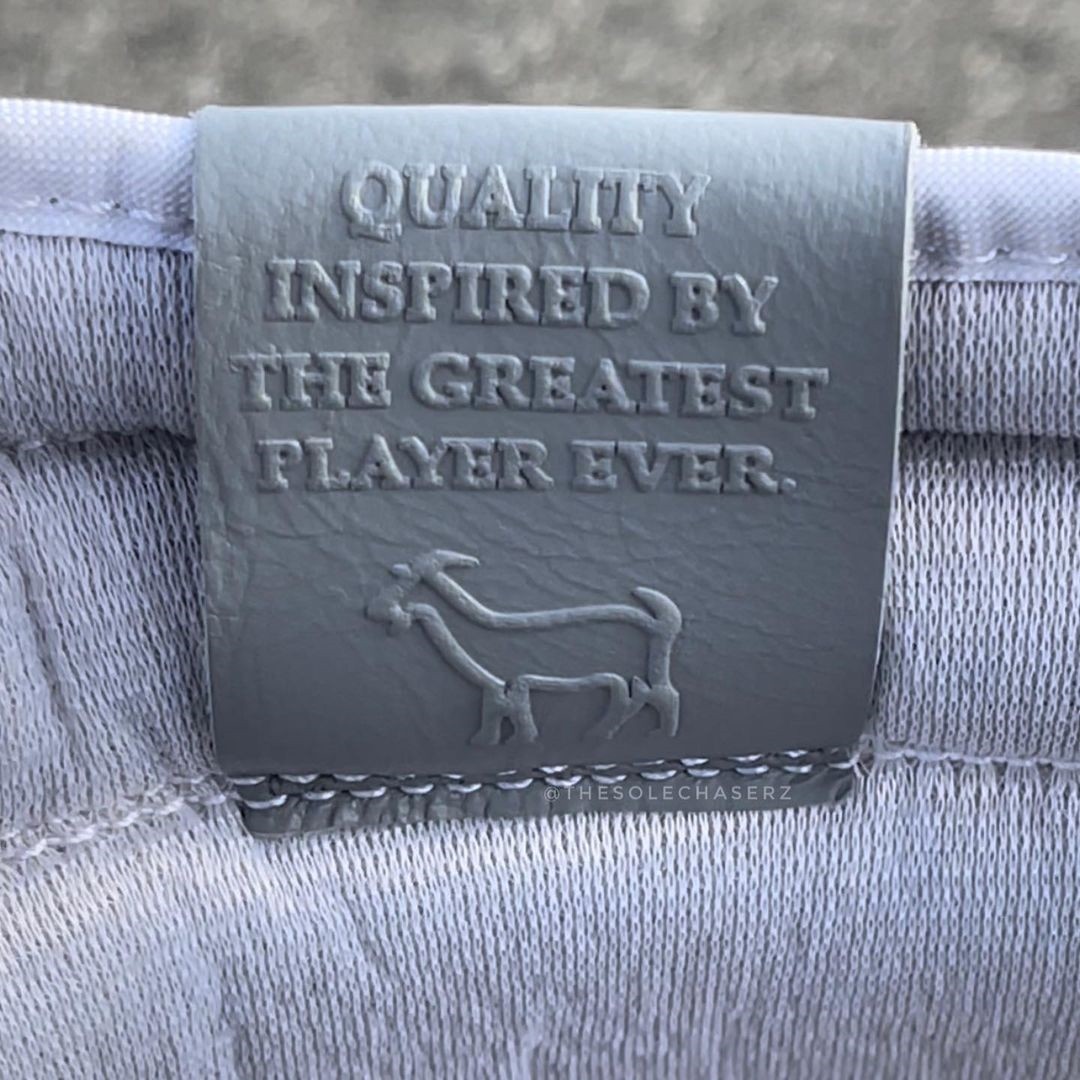 QUALITY
INSPIRED BY
THE GREATEST
PLAYER EVER.
@THESOLECHASERZ